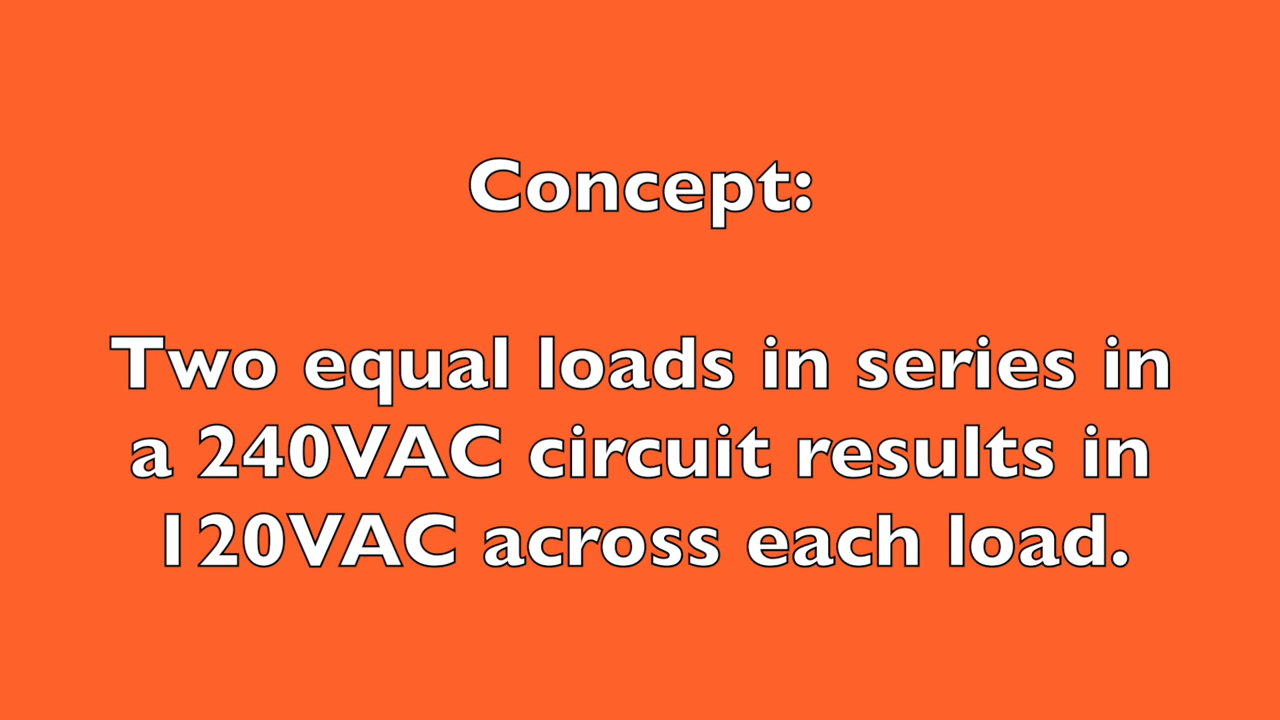 Concept:
Two equal loads in series in
a 240VAC circuit results in
120VAC across each load.